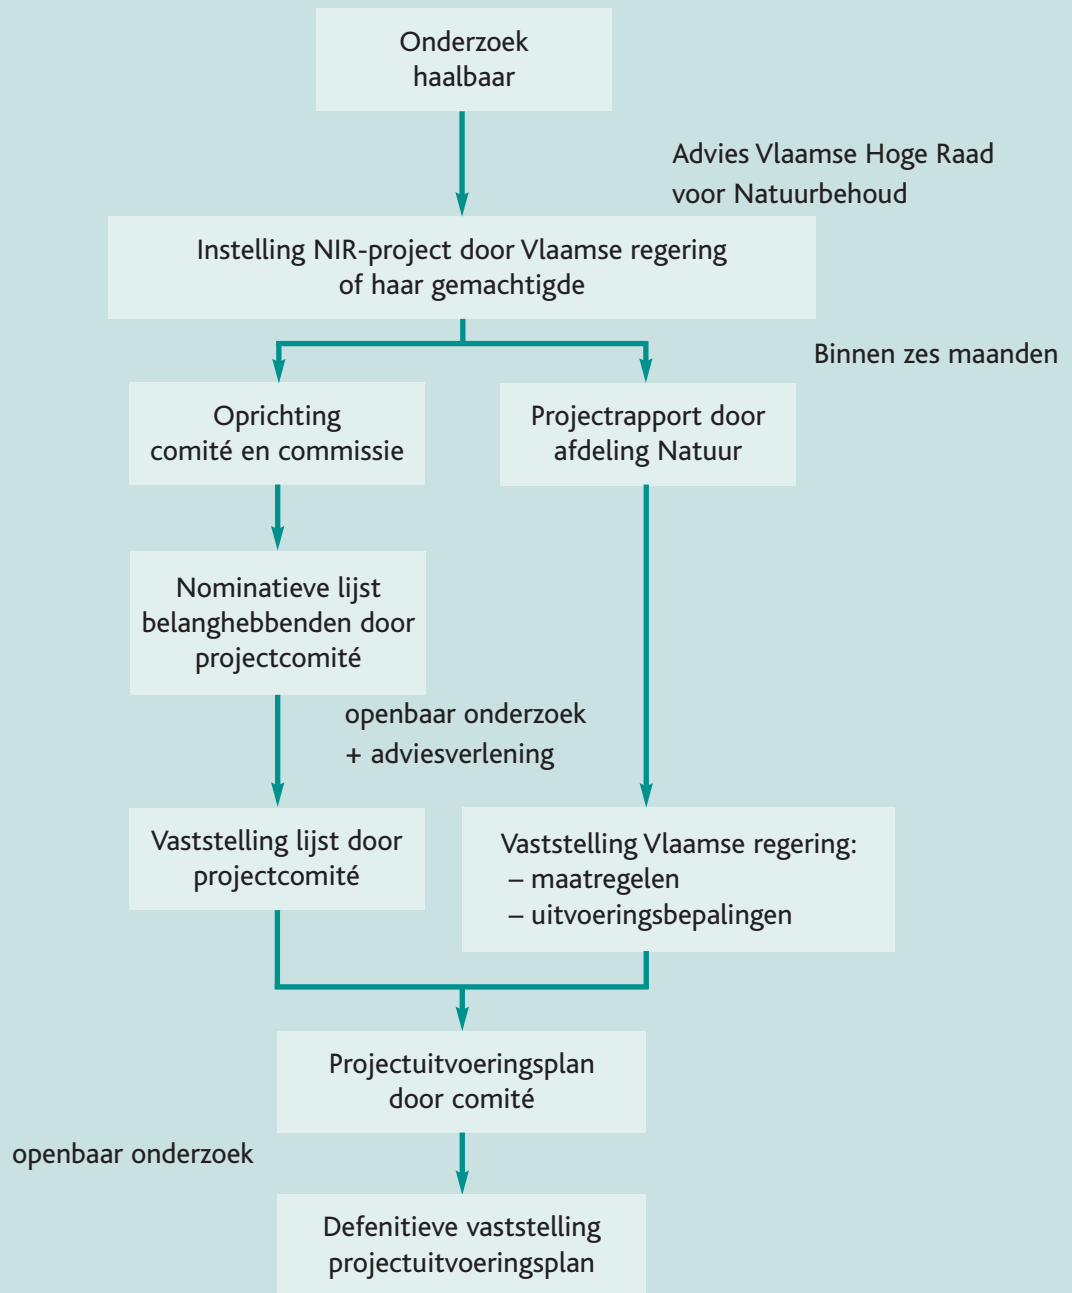 Onderzoek
haalbaar
Advies Vlaamse Hoge Raad
voor Natuurbehoud
Instelling NIR-project door Vlaamse regering
of haar gemachtigde
Binnen zes maanden
Oprichting
comité en commissie
Projectrapport door
afdeling Natuur
Nominatieve lijst
belanghebbenden door
projectcomité
openbaar onderzoek
+ adviesverlening
Vaststelling lijst door
projectcomité
Vaststelling Vlaamse regering:
– maatregelen
– uitvoeringsbepalingen
Projectuitvoeringsplan
door comité
openbaar onderzoek
Defenitieve vaststelling
projectuitvoeringsplan